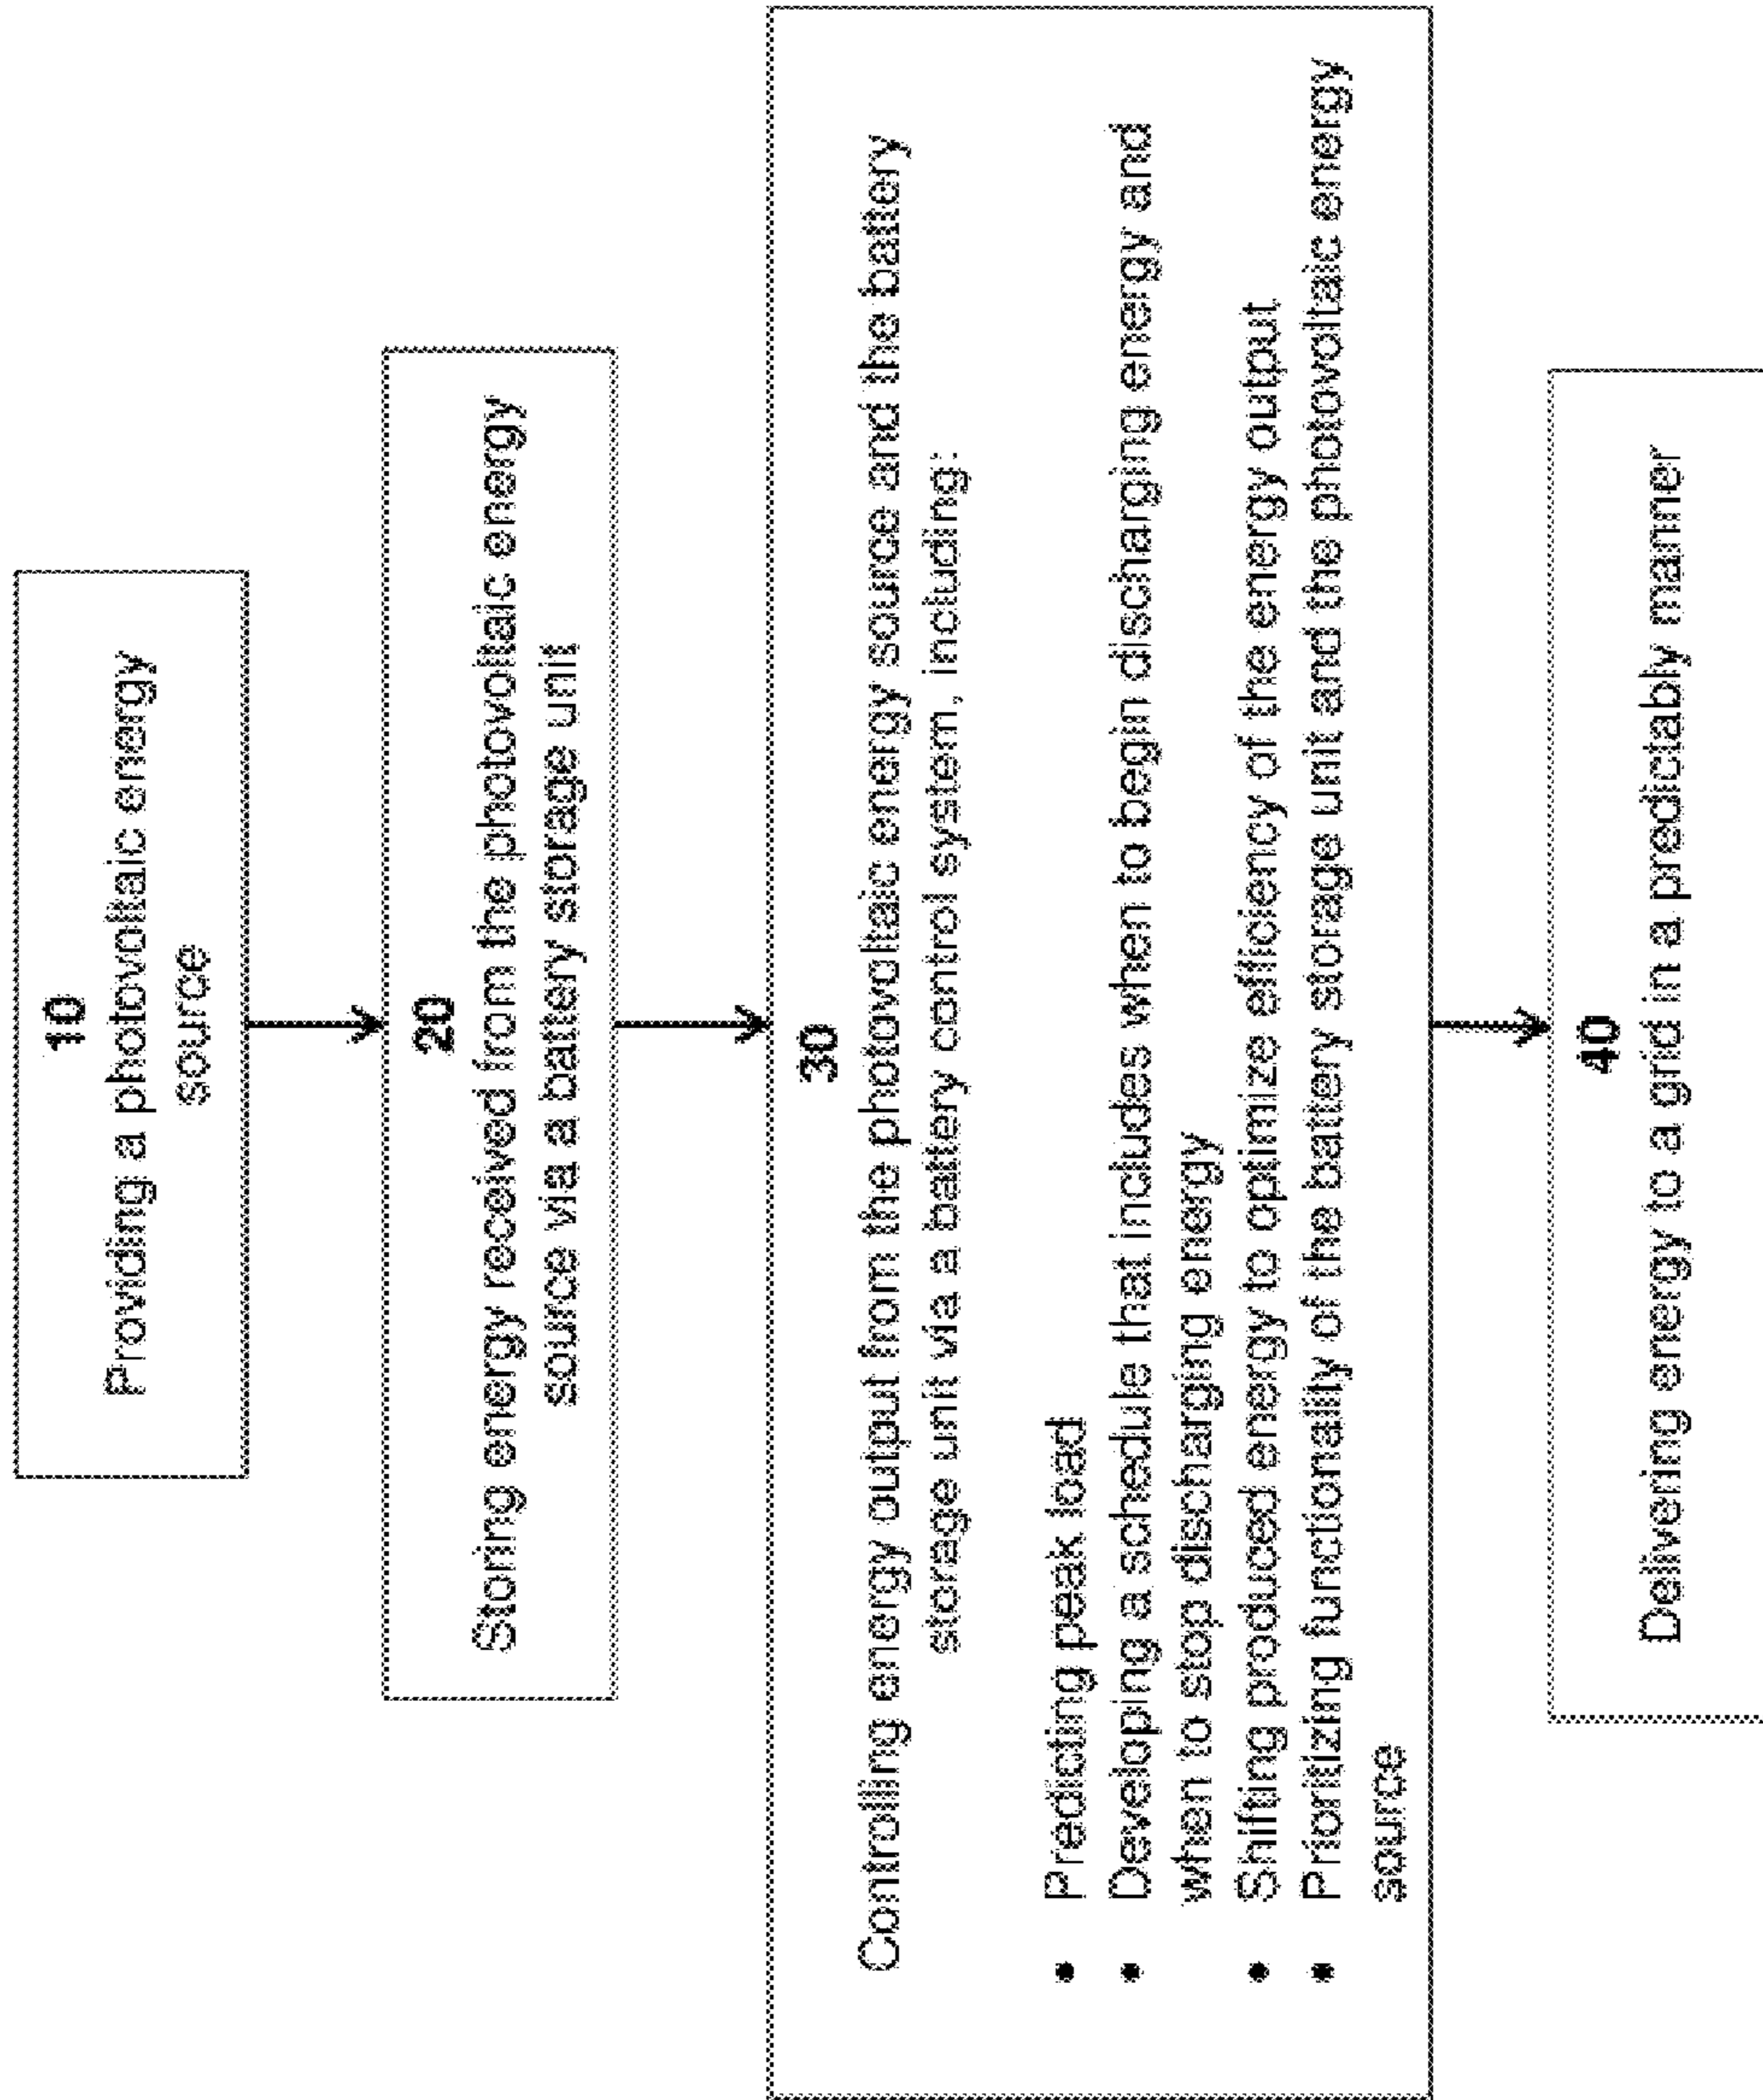 10
Providing a photovoltaic energy
source
20
Storing energy received from the photovoltaic energy
source via a battery storage unit
30
Controlling energy output from the photovoltaic energy source and the battery
storage unit via a battery control system, including:
• Predicting peak load
• Developing a schedule that includes when to begin discharging energy and
when to stop discharging energy
• Shifting produced energy to optimize efficiency of the energy output
• Prioritizing functionality of the battery storage unit and the photovoltaic energy
source
40
Delivering energy to a grid in a predictably manner